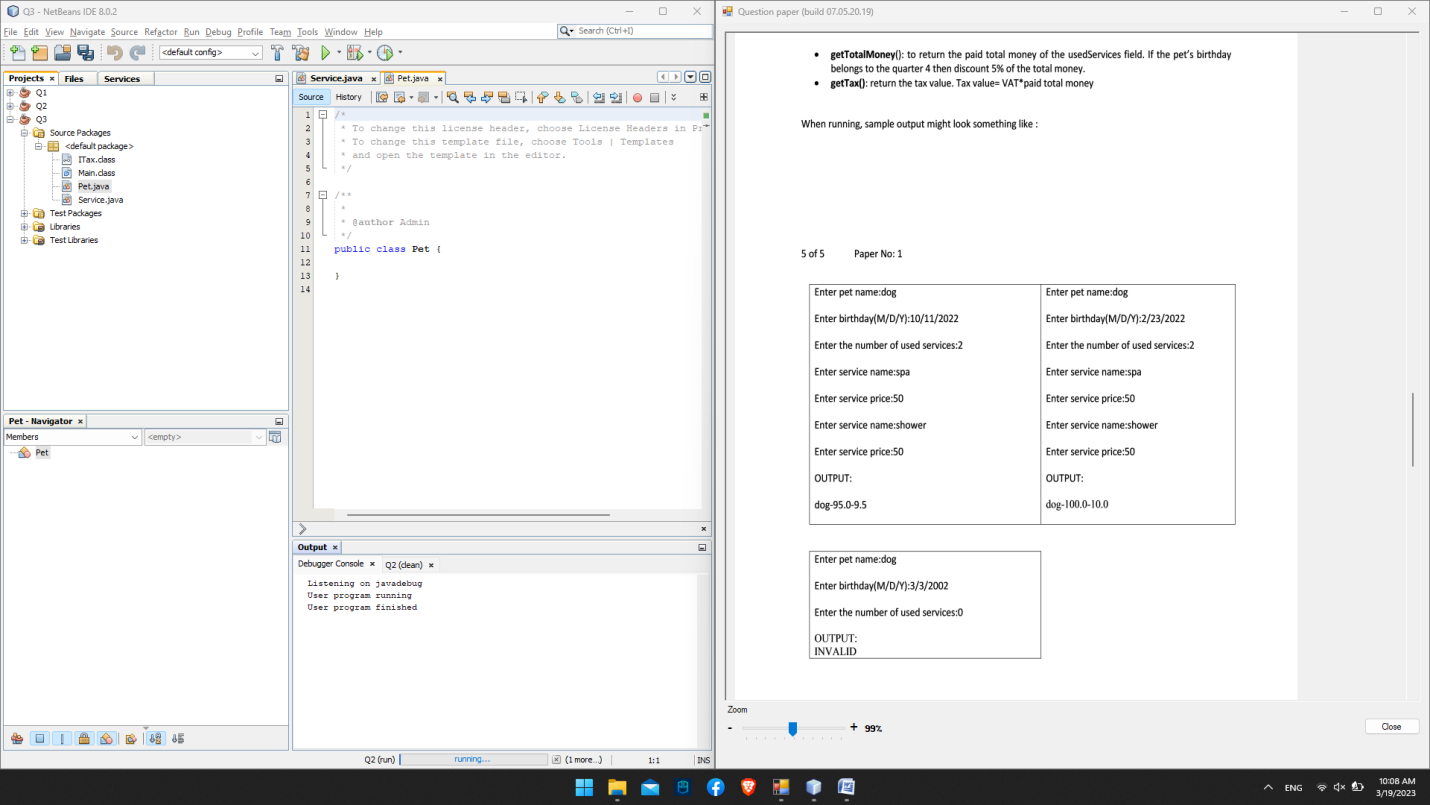 Q3 - NetBeans IDE 8.0.2
File Edit View Navigate Source Refactor Run Debug Profile Team Tools Window Help
Search (Ctrl+I)
<default config>
Projects Files Services
Q1
Q2
Q3
Source Packages
<default package>
ITax.class
Main.class
Pet.java
Service.java
Test Packages
Libraries
Test Libraries
Pet - Navigator
Members
<empty>
Pet
Service.java Pet.java
Source History
1 /*
2 * To change this license header, choose License Headers in Pr
3 * To change this template file, choose Tools | Templates
4 * and open the template in the editor.
5 */
6
7 /**
8 *
9 * @author Admin
10 */
11 public class Pet {
12
13 }
14
Output
Debugger Console Q2 (clean)
Listening on javadebug
User program running
User program finished
Q2 (run) running... (1 more...) 1:1 INS
Question paper (build 07.05.20.19)
• getTotalMoney(): to return the paid total money of the usedServices field. If the pet's birthday
belongs to the quarter 4 then discount 5% of the total money.
• getTax(): return the tax value. Tax value= VAT*paid total money
When running, sample output might look something like :
5 of 5 Paper No: 1
Enter pet name:dog
Enter birthday(M/D/Y):10/11/2022
Enter the number of used services:2
Enter service name:spa
Enter service price:50
Enter service name:shower
Enter service price:50
OUTPUT:
dog-95.0-9.5
Enter pet name:dog
Enter birthday(M/D/Y):2/23/2022
Enter the number of used services:2
Enter service name:spa
Enter service price:50
Enter service name:shower
Enter service price:50
OUTPUT:
dog-100.0-10.0
Enter pet name:dog
Enter birthday(M/D/Y):3/3/2002
Enter the number of used services:0
OUTPUT:
INVALID
Zoom
- + 99%
Close
ENG
10:08 AM
3/19/2023